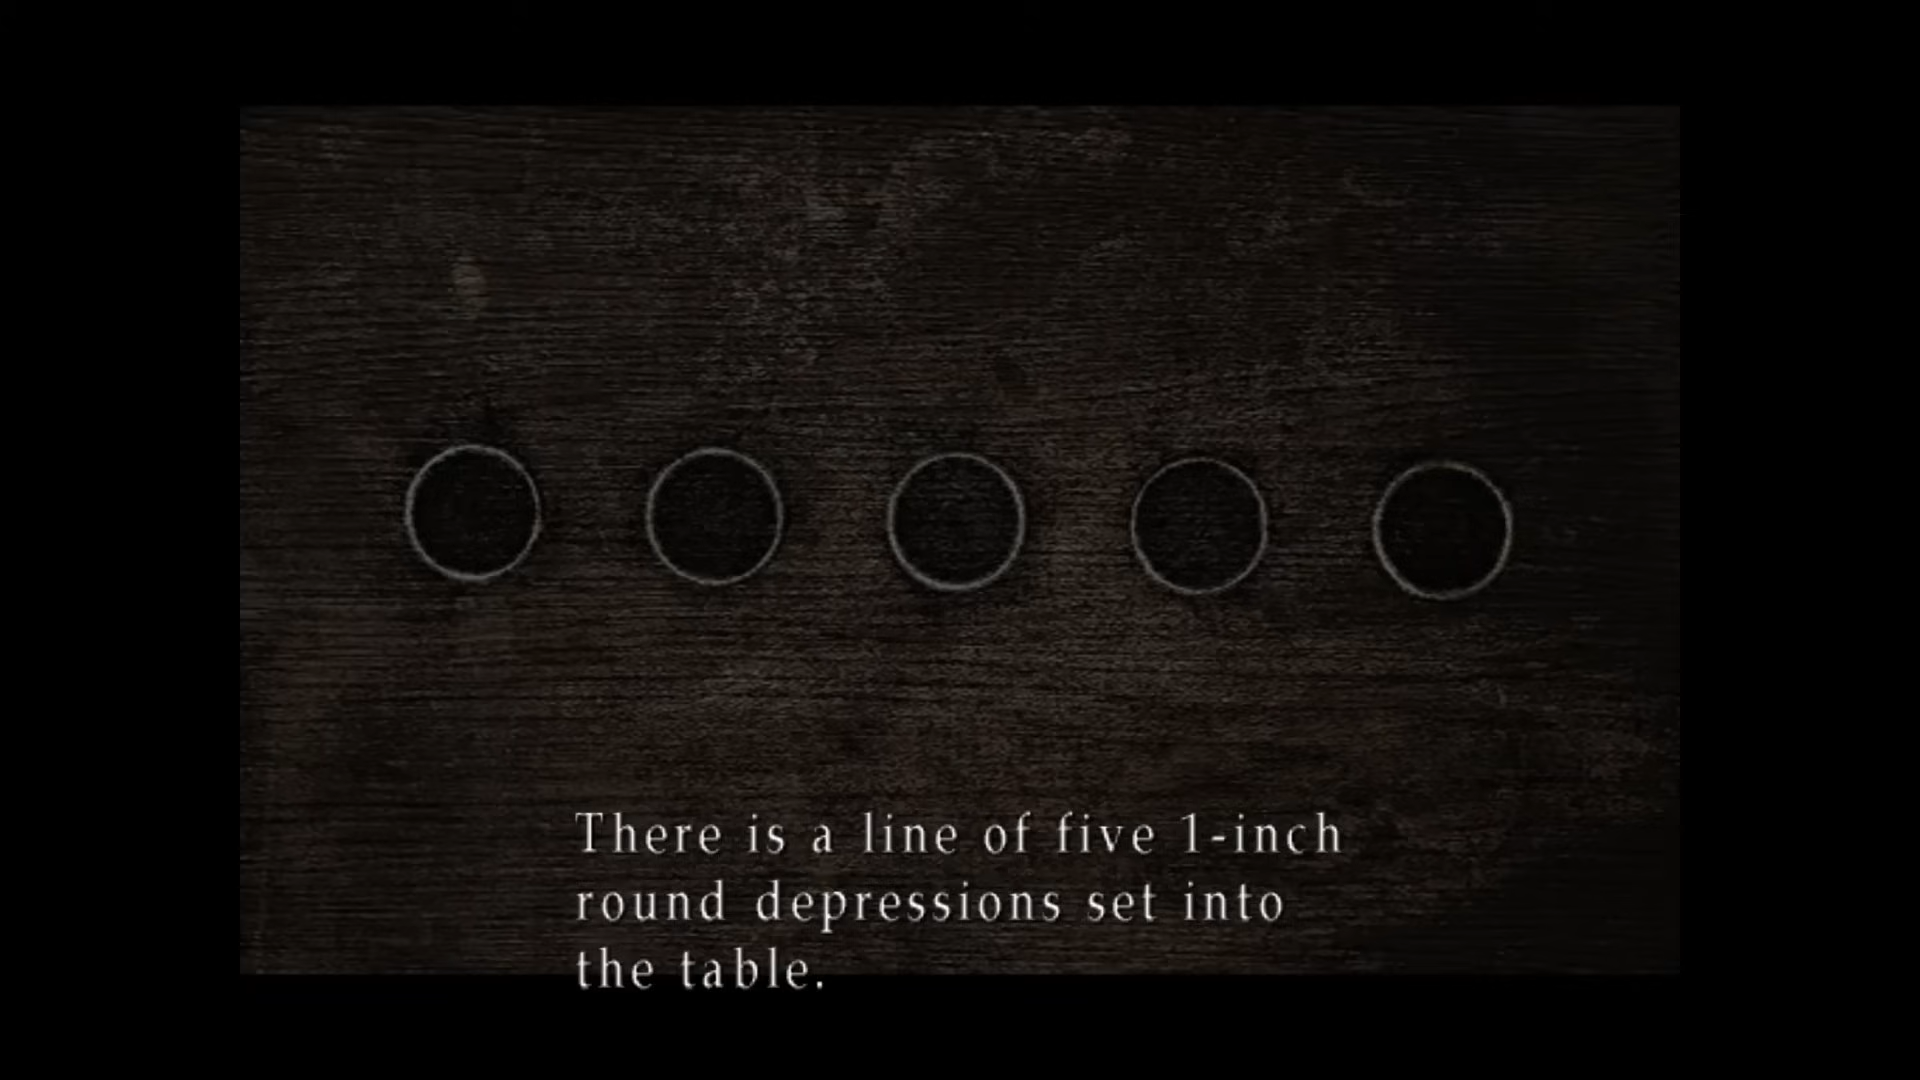 There is a line of five 1-inch
round depressions set into
the table.